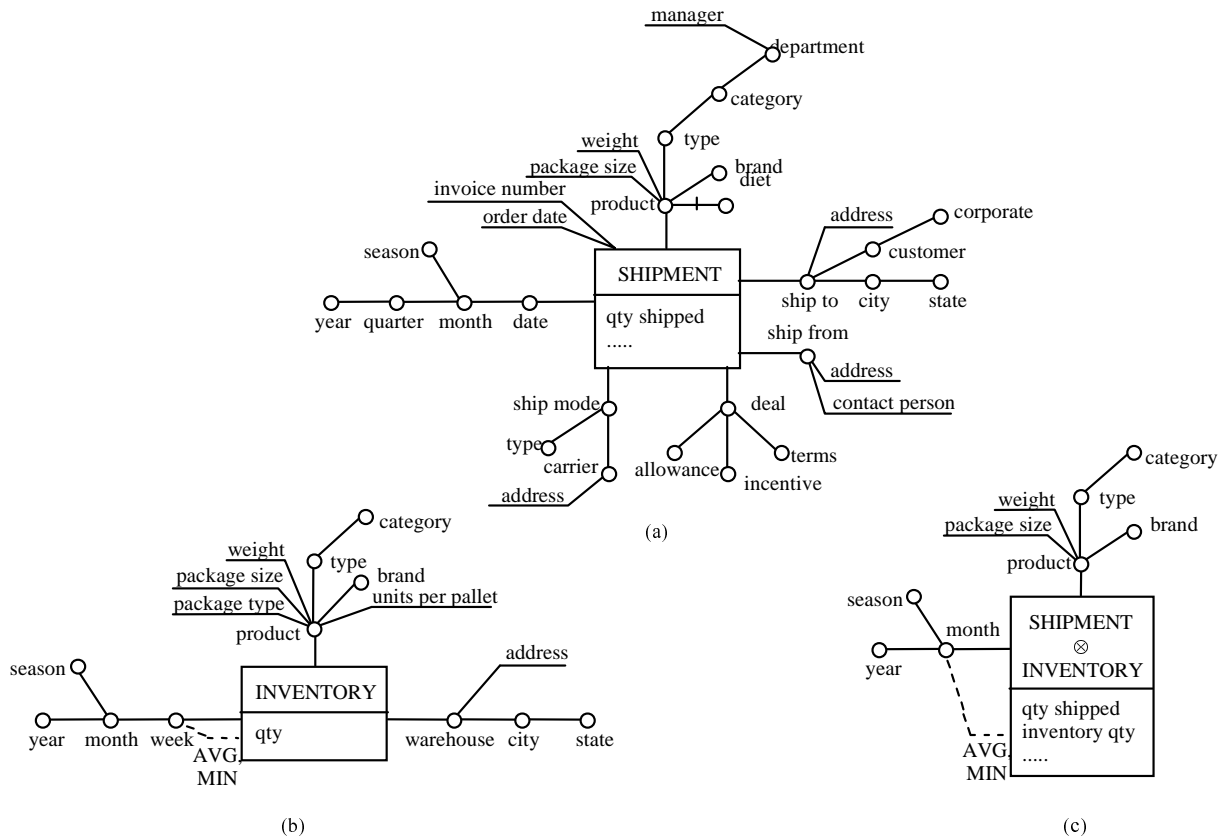 manager
department
category
weight
type
package size
brand
diet
invoice number
product
order date
address
corporate
season
customer
SHIPMENT
ship to
city
state
year
quarter
month
date
qty shipped
.....
ship from
address
contact person
ship mode
deal
type
carrier
allowance
terms
incentive
address
(a)
category
weight
type
package size
brand
package type
units per pallet
product
season
address
INVENTORY
year
month
week
qty
warehouse
city
state
AVG,
MIN
(b)
category
weight
type
package size
brand
product
season
month
year
SHIPMENT
⊗
INVENTORY
qty shipped
inventory qty
.....
AVG,
MIN
(c)